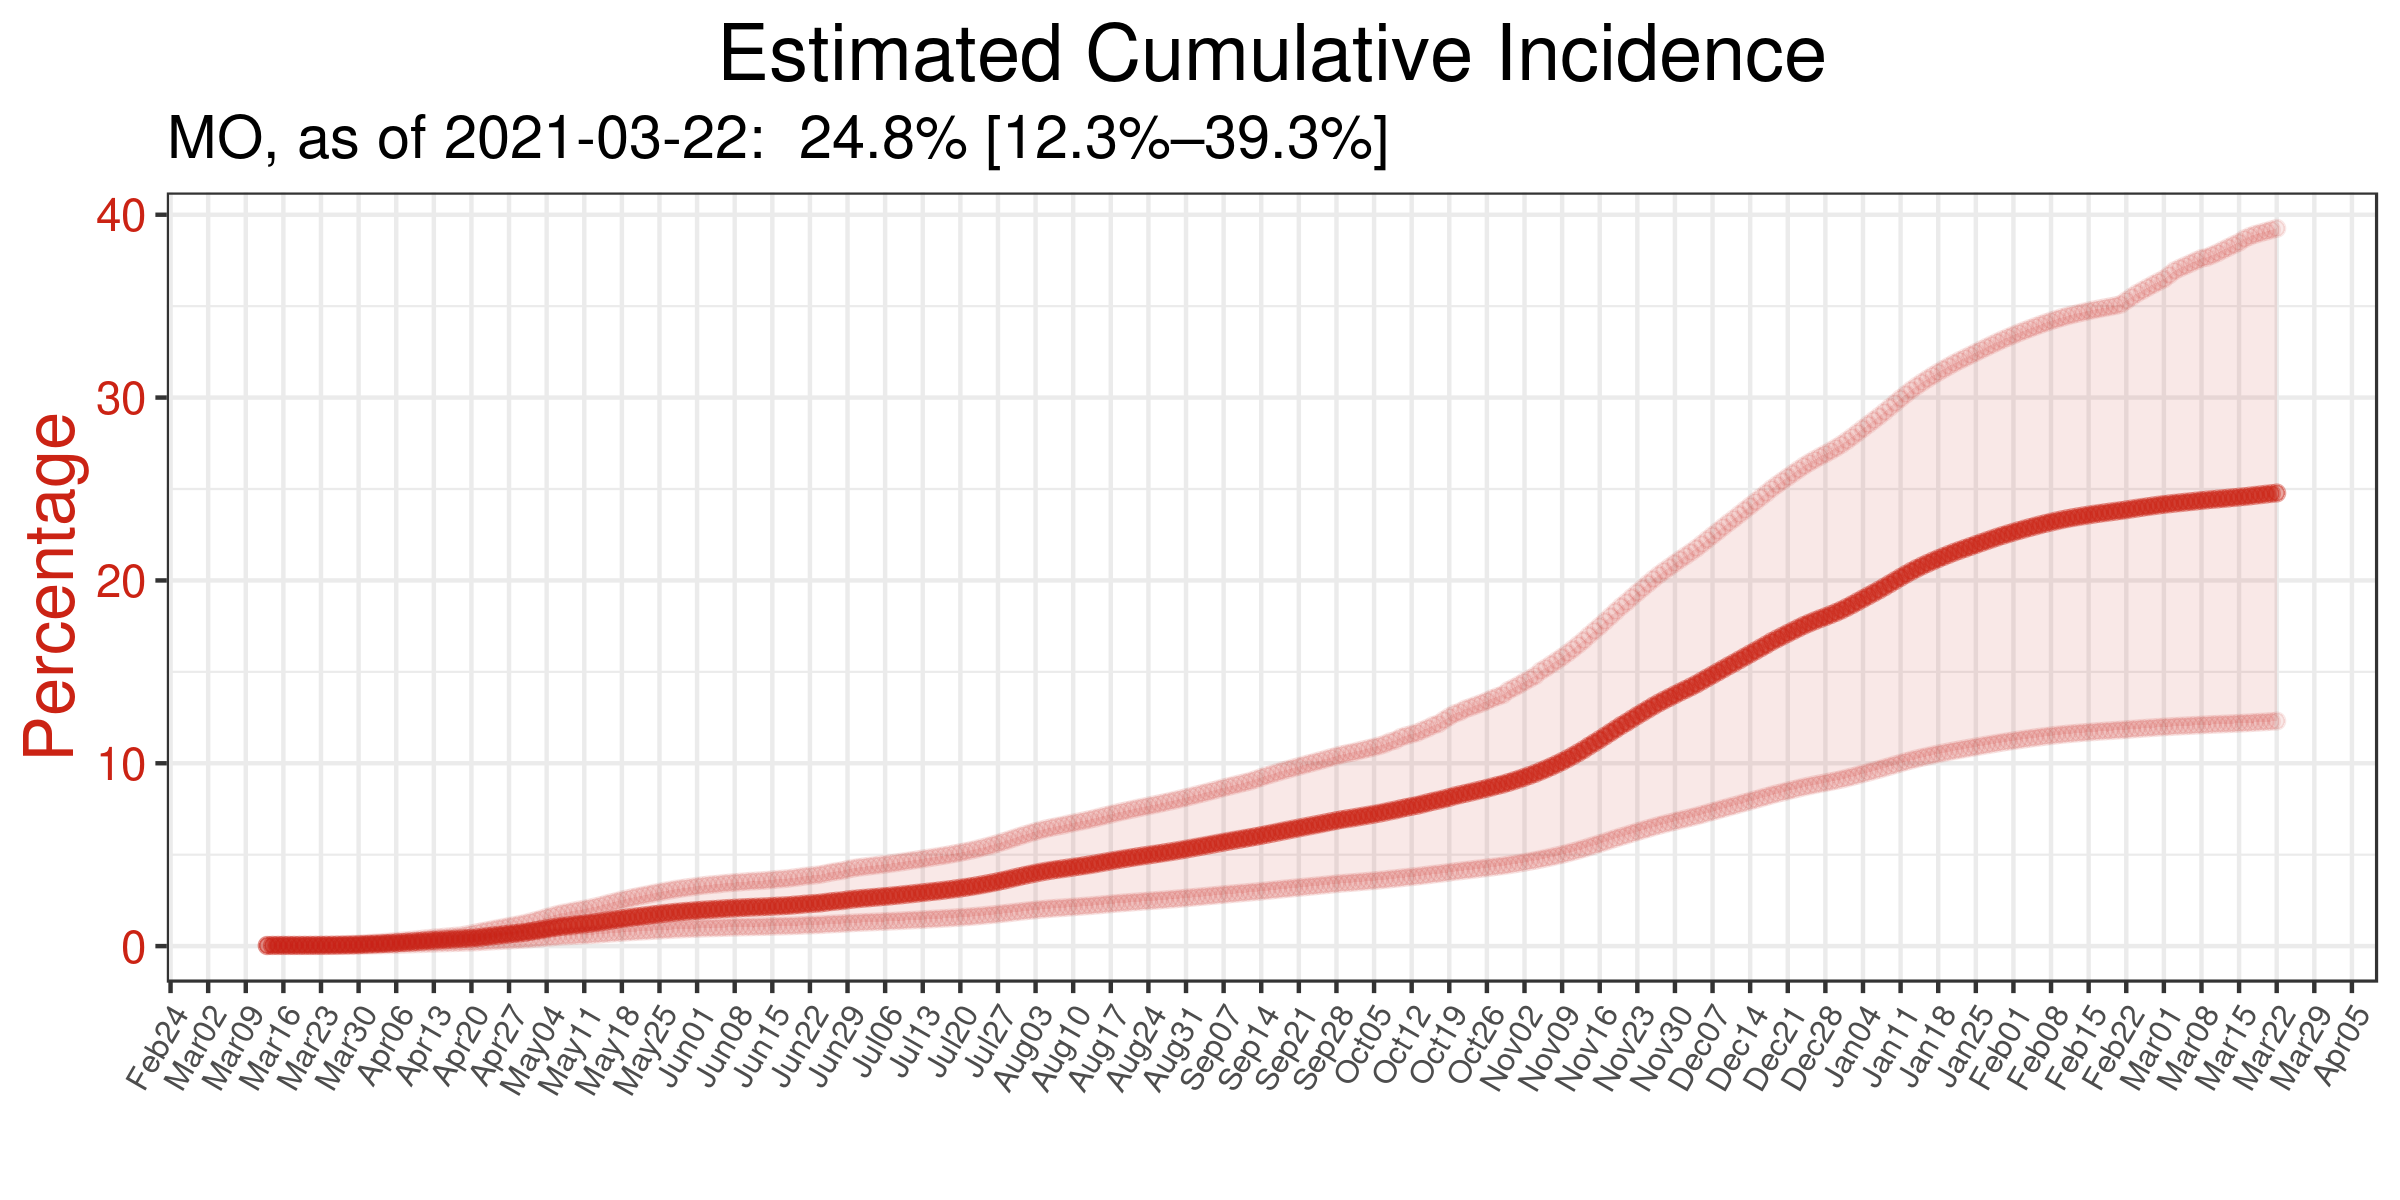 Estimated Cumulative Incidence
MO, as of 2021-03-22:  24.8% [12.3%–39.3%]
Percentage
40
30
20
10
0
Feb24
Mar02
Mar09
Mar16
Mar23
Mar30
Apr06
Apr13
Apr20
Apr27
May04
May11
May18
May25
Jun01
Jun08
Jun15
Jun22
Jun29
Jul06
Jul13
Jul20
Jul27
Aug03
Aug10
Aug17
Aug24
Aug31
Sep07
Sep14
Sep21
Sep28
Oct05
Oct12
Oct19
Oct26
Nov02
Nov09
Nov16
Nov23
Nov30
Dec07
Dec14
Dec21
Dec28
Jan04
Jan11
Jan18
Jan25
Feb01
Feb08
Feb15
Feb22
Mar01
Mar08
Mar15
Mar22
Mar29
Apr05